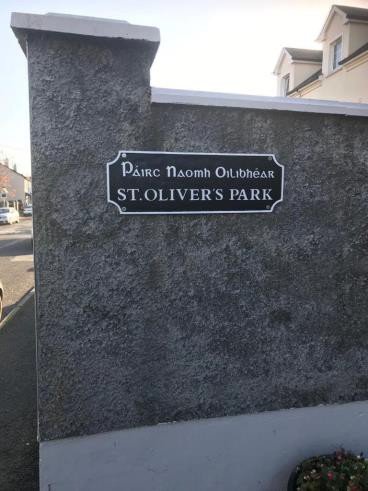 Páirc Naomh Oilibhéar
ST. OLIVER'S PARK